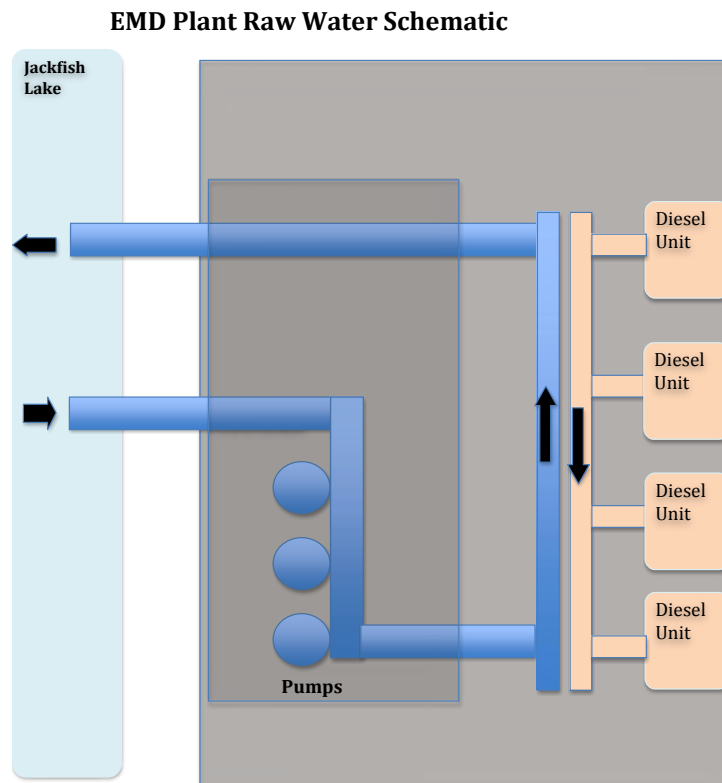 EMD Plant Raw Water Schematic
Jackfish
Lake
Diesel
Unit
Diesel
Unit
Diesel
Unit
Diesel
Unit
Pumps